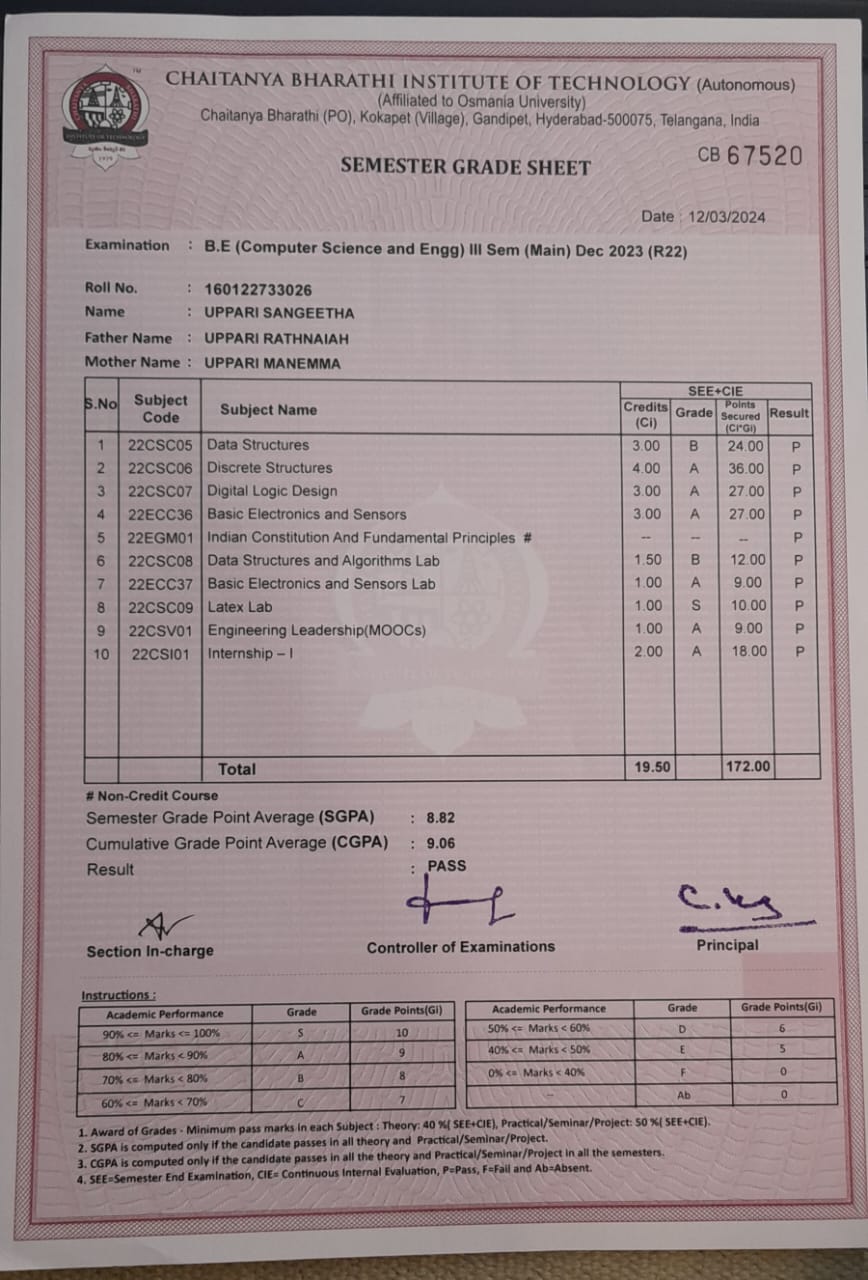 CHAITANYA BHARATHI INSTITUTE OF TECHNOLOGY (Autonomous)
(Affiliated to Osmania University)
Chaitanya Bharathi (PO), Kokapet (Village), Gandipet, Hyderabad-500075, Telangana, India
SEMESTER GRADE SHEET
CB 67520
Date : 12/03/2024
Examination : B.E (Computer Science and Engg) III Sem (Main) Dec 2023 (R22)
Roll No. : 160122733026
Name : UPPARI SANGEETHA
Father Name : UPPARI RATHNAIAH
Mother Name : UPPARI MANEMMA
S.No Subject Code Subject Name SEE+CIE
Credits (Ci) Grade Points Secured (Ci*Gi) Result
1 22CSC05 Data Structures 3.00 B 24.00 P
2 22CSC06 Discrete Structures 4.00 A 36.00 P
3 22CSC07 Digital Logic Design 3.00 A 27.00 P
4 22ECC36 Basic Electronics and Sensors 3.00 A 27.00 P
5 22EGM01 Indian Constitution And Fundamental Principles # -- -- -- P
6 22CSC08 Data Structures and Algorithms Lab 1.50 B 12.00 P
7 22ECC37 Basic Electronics and Sensors Lab 1.00 A 9.00 P
8 22CSC09 Latex Lab 1.00 S 10.00 P
9 22CSV01 Engineering Leadership(MOOCs) 1.00 A 9.00 P
10 22CSI01 Internship – I 2.00 A 18.00 P
Total 19.50 172.00
# Non-Credit Course
Semester Grade Point Average (SGPA) : 8.82
Cumulative Grade Point Average (CGPA) : 9.06
Result : PASS
Section In-charge Controller of Examinations Principal
Instructions :
Academic Performance Grade Grade Points(Gi) Academic Performance Grade Grade Points(Gi)
90% <= Marks <= 100% S 10 50% <= Marks < 60% D 6
80% <= Marks < 90% A 9 40% <= Marks < 50% E 5
70% <= Marks < 80% B 8 0% <= Marks < 40% F 0
60% <= Marks < 70% C 7 -- Ab 0
1. Award of Grades - Minimum pass marks in each Subject : Theory: 40 %( SEE+CIE), Practical/Seminar/Project: 50 %( SEE+CIE).
2. SGPA is computed only if the candidate passes in all theory and Practical/Seminar/Project.
3. CGPA is computed only if the candidate passes in all the theory and Practical/Seminar/Project in all the semesters.
4. SEE=Semester End Examination, CIE= Continuous Internal Evaluation, P=Pass, F=Fail and Ab=Absent.